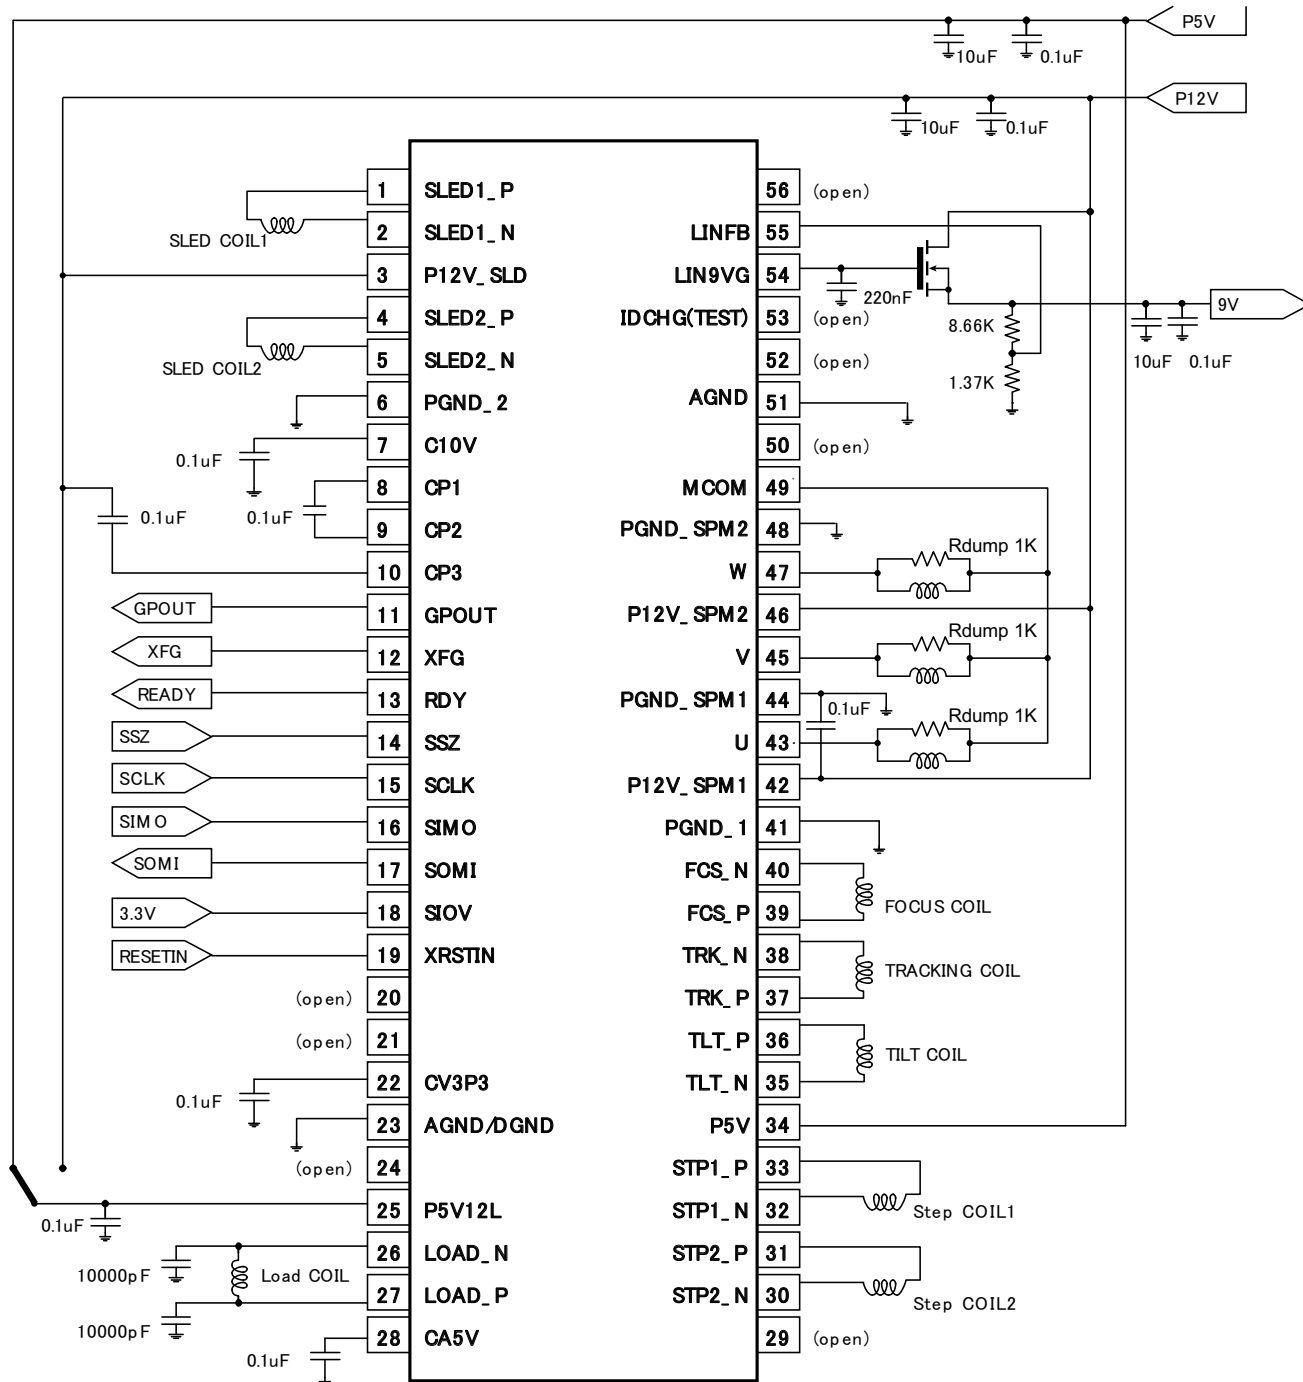 P5V
10uF
0.1uF
P12V
10uF
0.1uF
1 SLED1_P
SLED COIL1
2 SLED1_N
3 P12V_SLD
4 SLED2_P
SLED COIL2
5 SLED2_N
6 PGND_2
0.1uF
7 C10V
8 CP1
0.1uF
0.1uF
9 CP2
10 CP3
GPOUT
11 GPOUT
XFG
12 XFG
READY
13 RDY
SSZ
14 SSZ
SCLK
15 SCLK
SIMO
16 SIMO
SOMI
17 SOMI
3.3V
18 SIOV
RESETIN
19 XRSTIN
(open)
20
(open)
21
0.1uF
22 CV3P3
23 AGND/DGND
(open)
24
0.1uF
25 P5V12L
10000pF
26 LOAD_N
Load COIL
10000pF
27 LOAD_P
0.1uF
28 CA5V
56 (open)
LINFB 55
LIN9VG 54
220nF
9V
IDCHG(TEST) 53
(open)
8.66K
10uF
0.1uF
52 (open)
1.37K
AGND 51
50 (open)
MCOM 49
PGND_SPM2 48
Rdump 1K
W 47
P12V_SPM2 46
Rdump 1K
V 45
PGND_SPM1 44
0.1uF
Rdump 1K
U 43
P12V_SPM1 42
PGND_1 41
FCS_N 40
FOCUS COIL
FCS_P 39
TRK_N 38
TRACKING COIL
TRK_P 37
TLT_P 36
TILT COIL
TLT_N 35
P5V 34
STP1_P 33
STP1_N 32
Step COIL1
STP2_P 31
STP2_N 30
Step COIL2
29 (open)